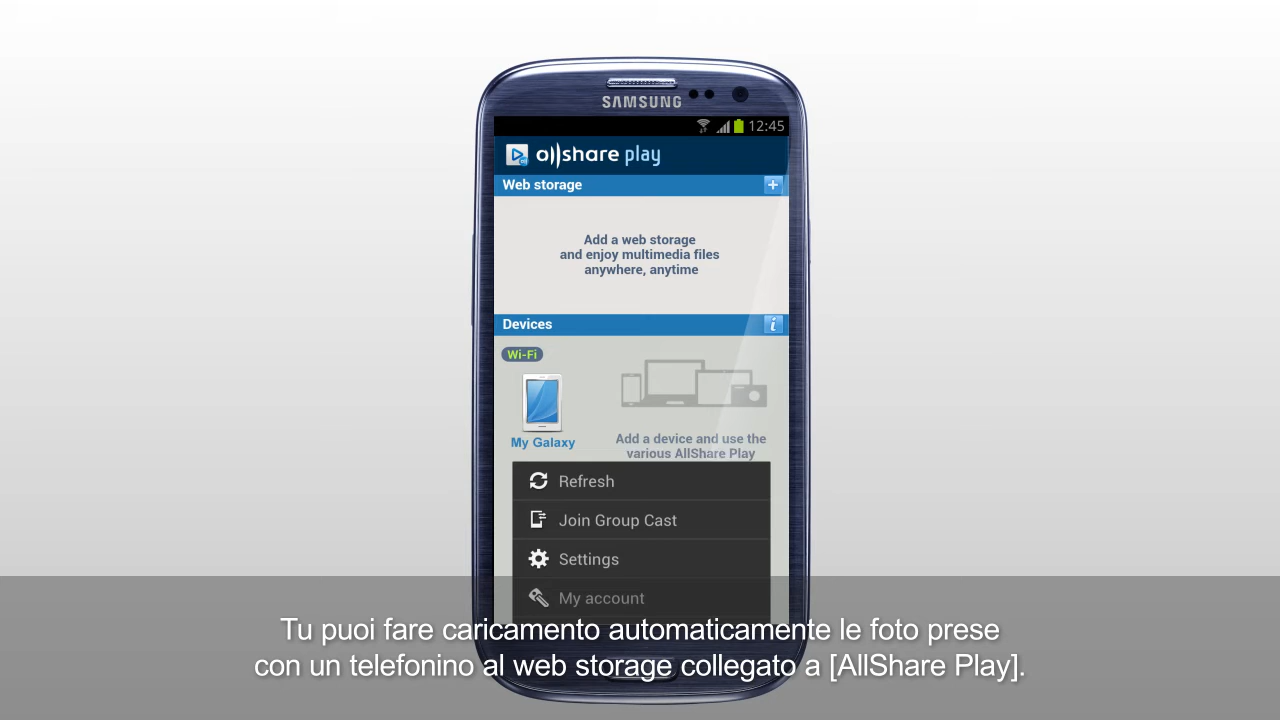 SAMSUNG
12:45
allshare play
Web storage
Add a web storage
and enjoy multimedia files
anywhere, anytime
Devices
Wi-Fi
My Galaxy
Add a device and use the
various AllShare Play
Refresh
Join Group Cast
Settings
My account
Tu puoi fare caricamento automaticamente le foto prese
con un telefonino al web storage collegato a [AllShare Play].